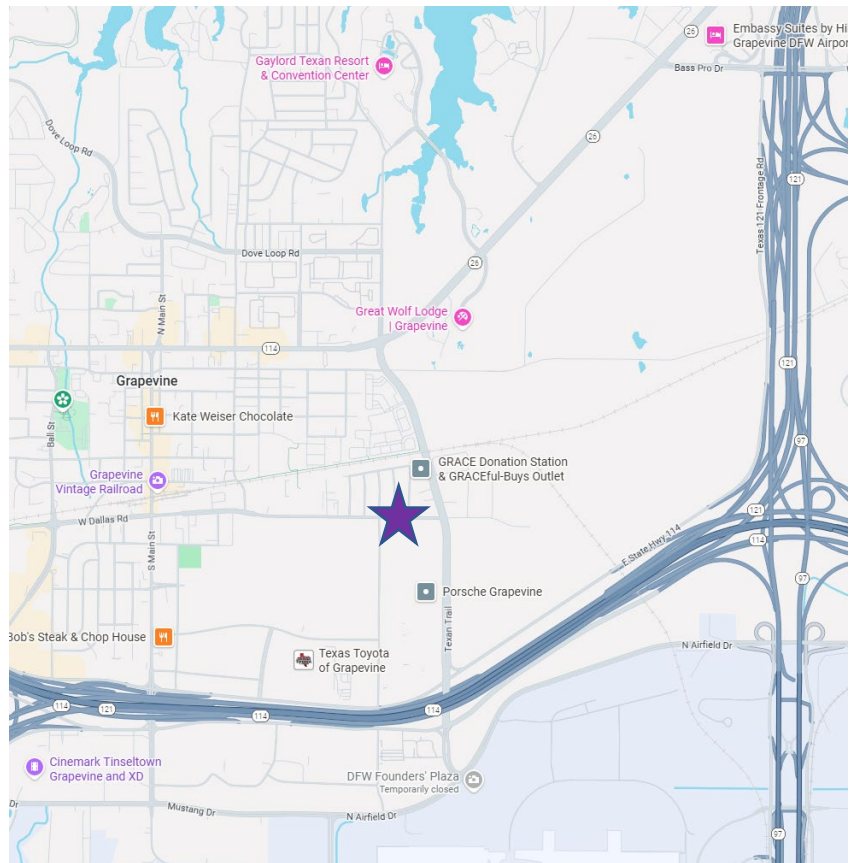 26
Embassy Suites by Hi
Grapevine DFW Airpor
Gaylord Texan Resort
& Convention Center
Bass Pro Dr
26
Dove Loop Rd
121
Texas 121 Frontage Rd
Dove Loop Rd
26
N Main St
Great Wolf Lodge
| Grapevine
114
121
Grapevine
121
Kate Weiser Chocolate
Ball St
97
GRACE Donation Station
& GRACEful-Buys Outlet
Grapevine
Vintage Railroad
W Dallas Rd
121
114
E State Hwy 114
S Main St
97
Porsche Grapevine
Bob's Steak & Chop House
Texan Trail
N Airfield Dr
Texas Toyota
of Grapevine
114
121
114
114
Cinemark Tinseltown
Grapevine and XD
DFW Founders' Plaza
Temporarily closed
Dr
Mustang Dr
N Airfield Dr
97